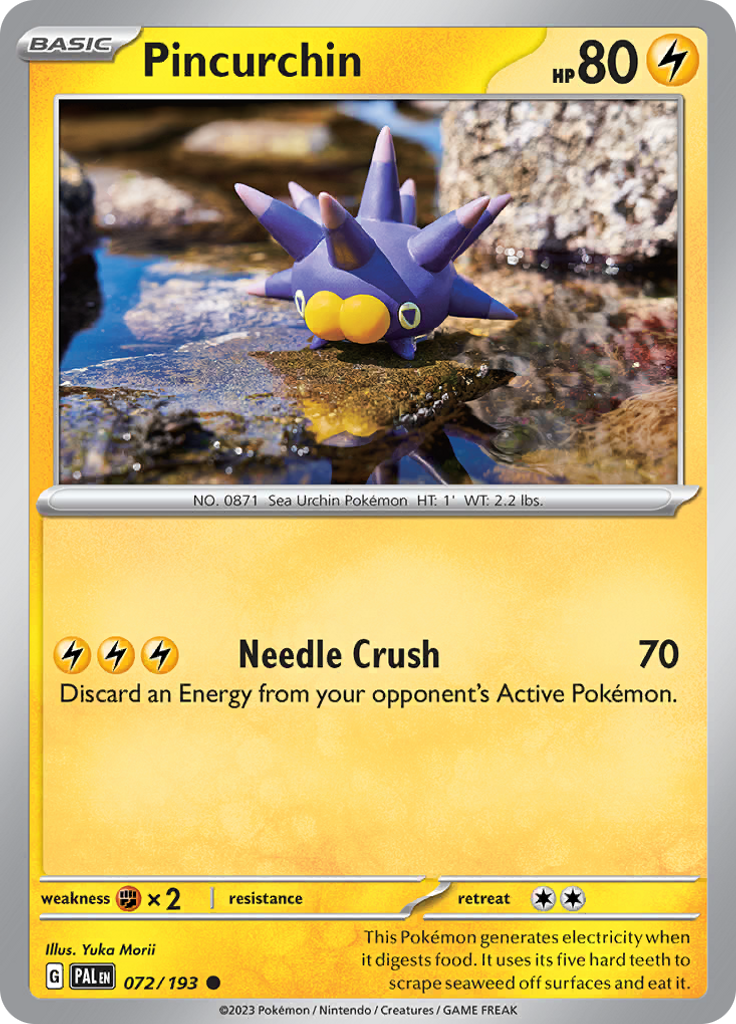 BASIC Pincurchin HP 80
NO. 0871 Sea Urchin Pokémon HT: 1' WT: 2.2 lbs.
Needle Crush 70
Discard an Energy from your opponent's Active Pokémon.
weakness ×2 resistance retreat
Illus. Yuka Morii
G PAL EN 072/193
This Pokémon generates electricity when
it digests food. It uses its five hard teeth to
scrape seaweed off surfaces and eat it.
©2023 Pokémon / Nintendo / Creatures / GAME FREAK